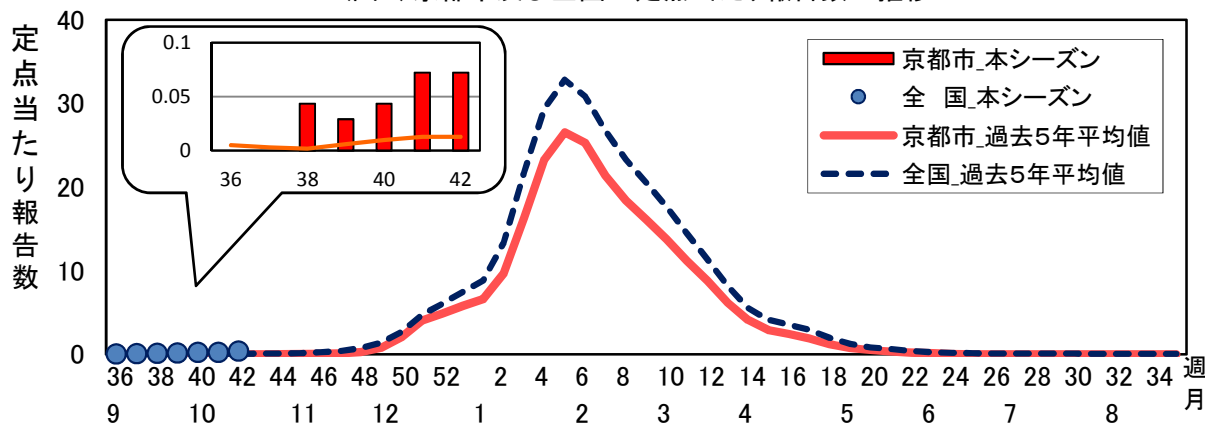 定点当たり報告数
40
30
20
10
0
0.1
0.05
0
36 38 40 42
京都市_本シーズン
全　国_本シーズン
京都市_過去５年平均値
全国_過去５年平均値
36 38 40 42 44 46 48 50 52 2 4 6 8 10 12 14 16 18 20 22 24 26 28 30 32 34 週
9 10 11 12 1 2 3 4 5 6 7 8 月